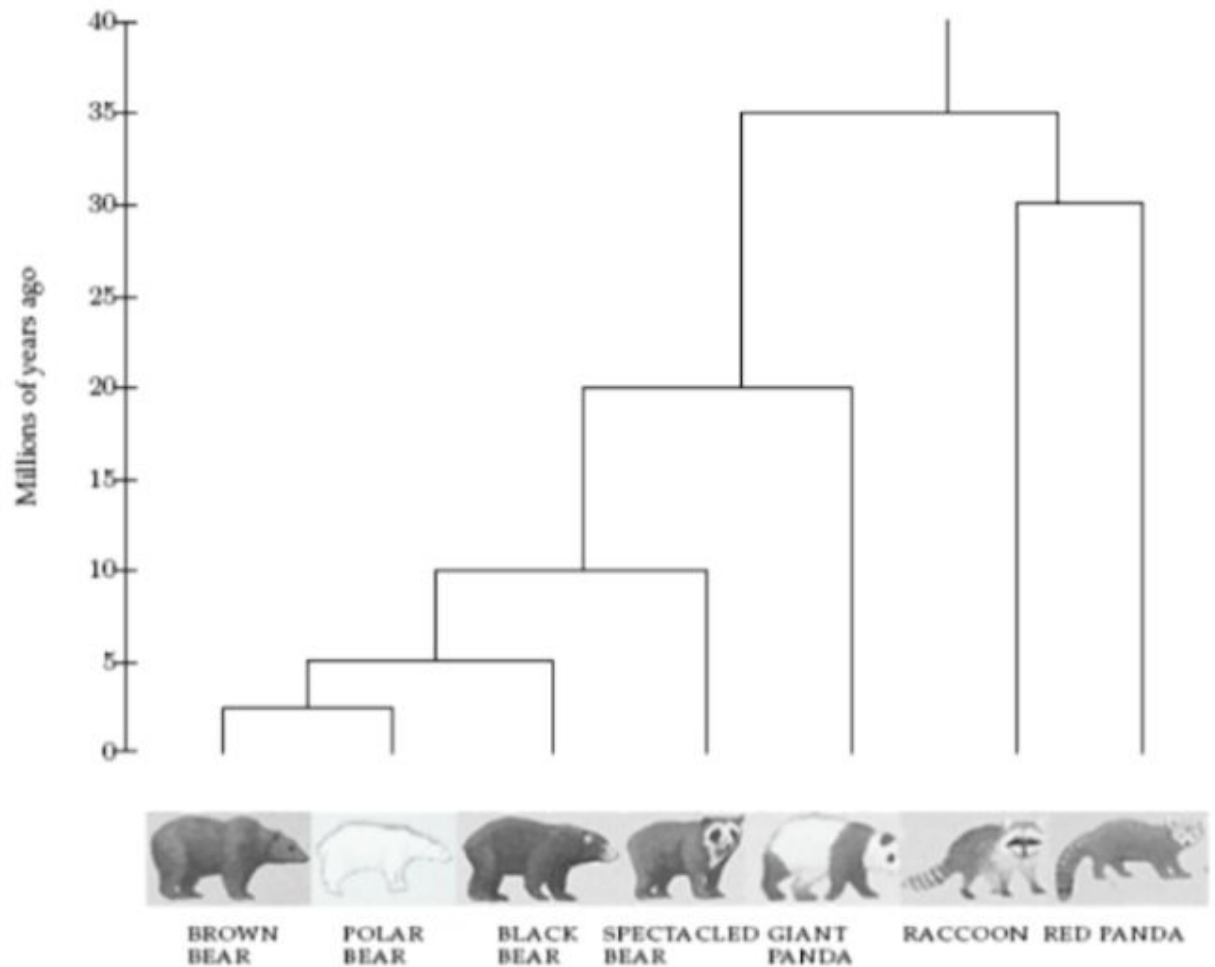 40
35
30
25
20
15
10
5
0
Millions of years ago
BROWN BEAR
POLAR BEAR
BLACK BEAR
SPECTACLED BEAR
GIANT PANDA
RACCOON
RED PANDA